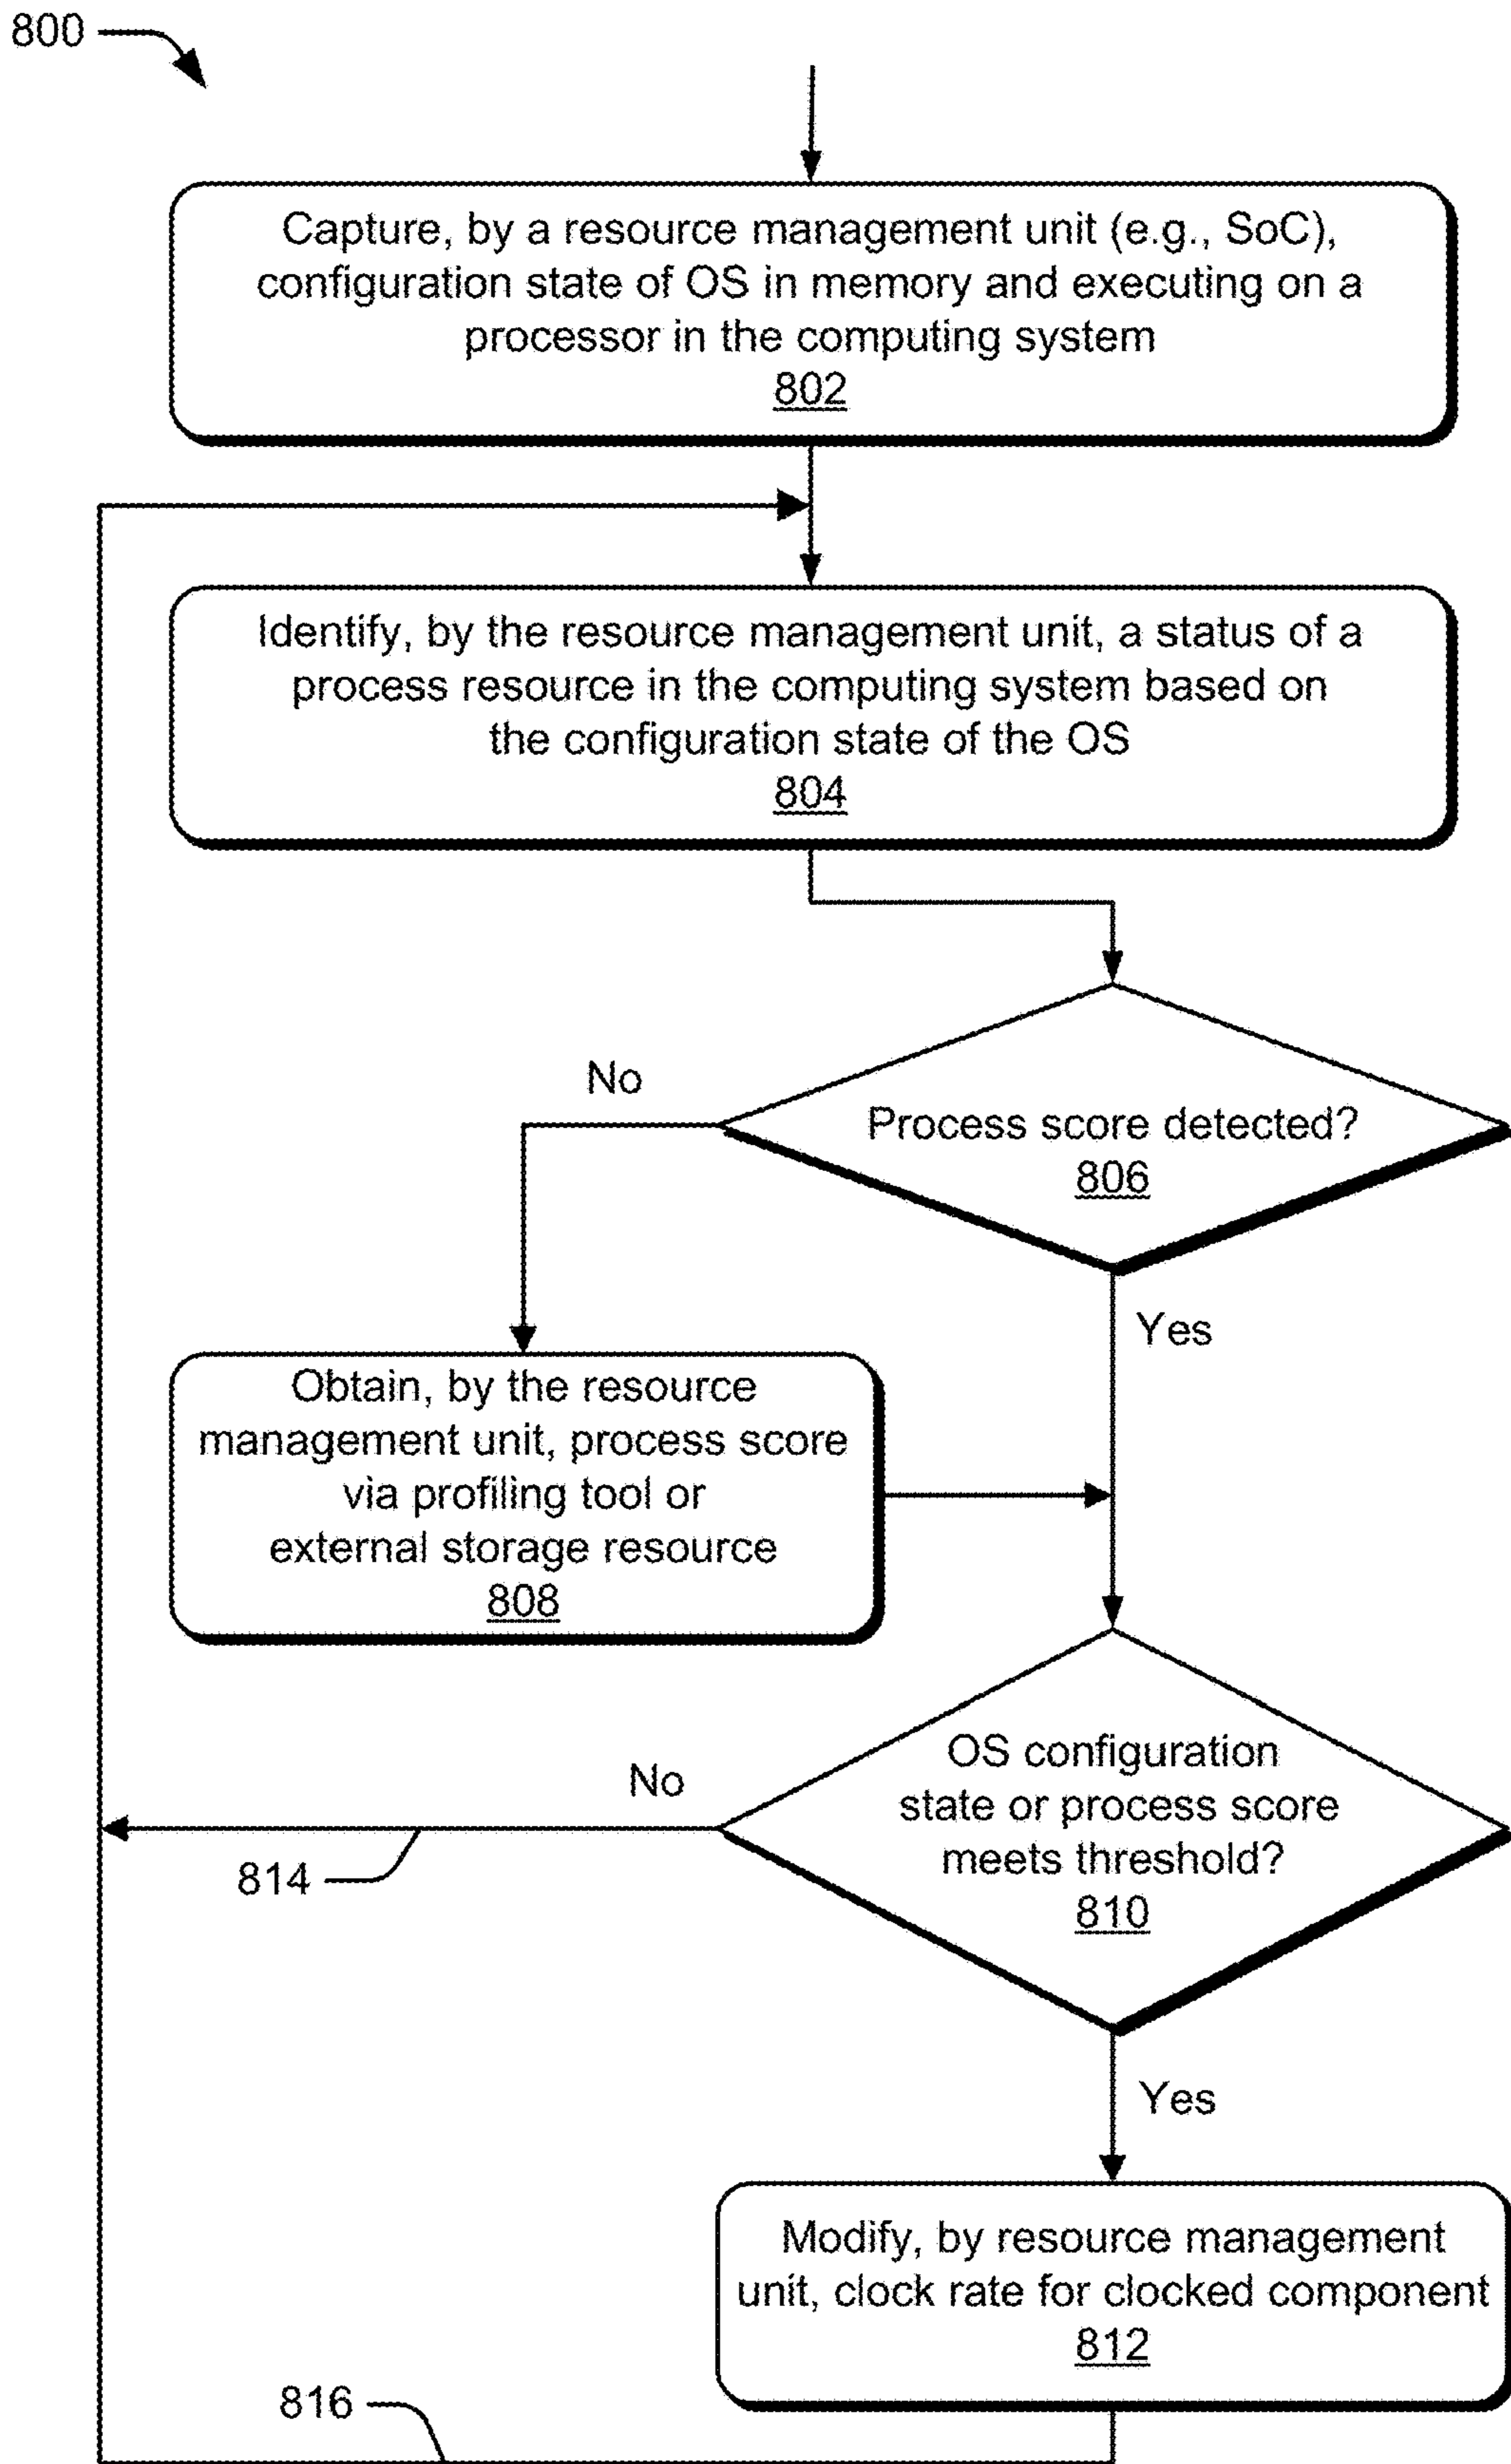 800
Capture, by a resource management unit (e.g., SoC),
configuration state of OS in memory and executing on a
processor in the computing system
802
Identify, by the resource management unit, a status of a
process resource in the computing system based on
the configuration state of the OS
804
No
Process score detected?
806
Yes
Obtain, by the resource
management unit, process score
via profiling tool or
external storage resource
808
No
OS configuration
state or process score
meets threshold?
810
814
Yes
Modify, by resource management
unit, clock rate for clocked component
812
816